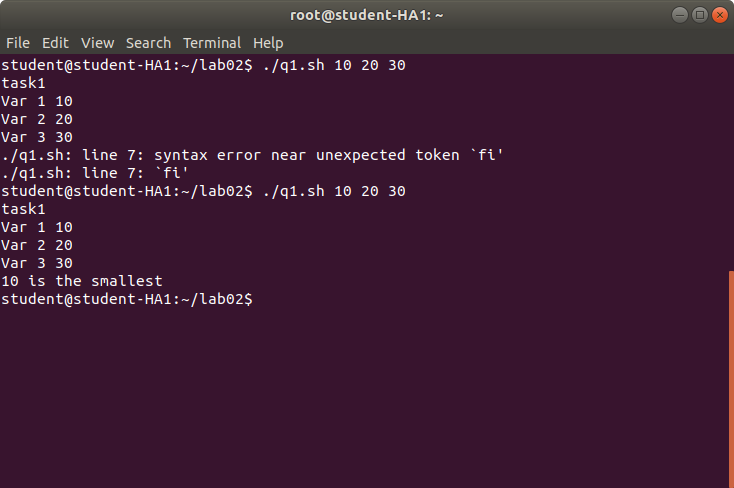 root@student-HA1: ~
File Edit View Search Terminal Help
student@student-HA1:~/lab02$ ./q1.sh 10 20 30
task1
Var 1 10
Var 2 20
Var 3 30
./q1.sh: line 7: syntax error near unexpected token `fi'
./q1.sh: line 7: `fi'
student@student-HA1:~/lab02$ ./q1.sh 10 20 30
task1
Var 1 10
Var 2 20
Var 3 30
10 is the smallest
student@student-HA1:~/lab02$